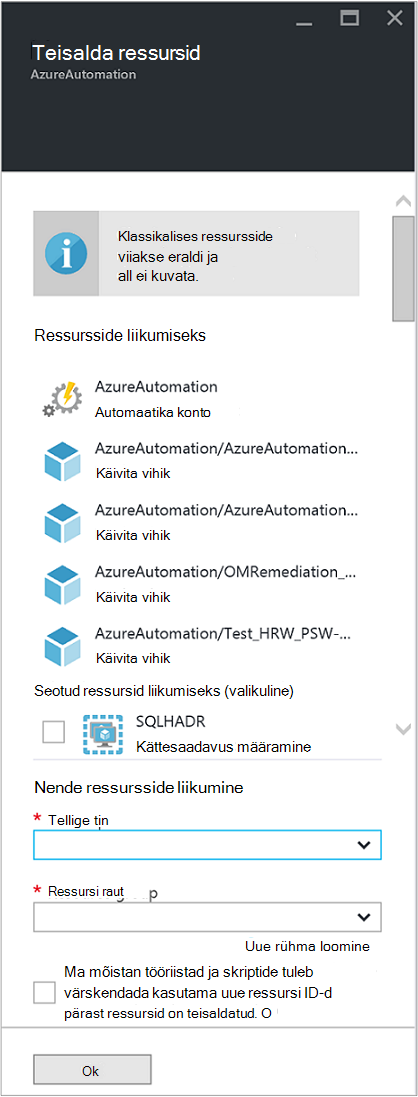 Teisalda ressursid
AzureAutomation
Klassikalises ressursside
viiakse eraldi ja
all ei kuvata.
Ressursside liikumiseks
AzureAutomation
Automaatika konto
AzureAutomation/AzureAutomation...
Käivita vihik
AzureAutomation/AzureAutomation...
Käivita vihik
AzureAutomation/OMRemediation_...
Käivita vihik
AzureAutomation/Test_HRW_PSW-...
Käivita vihik
Seotud ressursid liikumiseks (valikuline)
SQLHADR
Kättesaadavus määramine
Nende ressursside liikumine
* Tellige
* Ressursi raut
Uue rühma loomine
Ma mõistan tööriistad ja skriptide tuleb
värskendada kasutama uue ressursi ID-d
pärast ressursid on teisaldatud. O
Ok